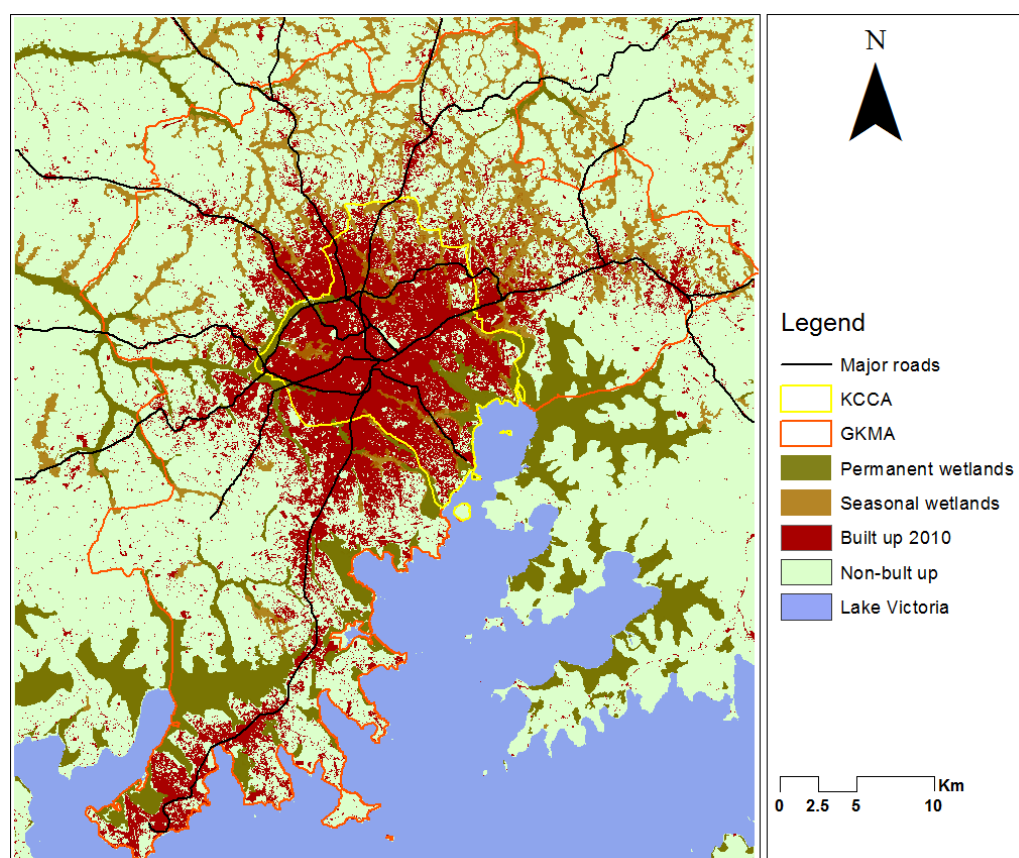 N
Legend
Major roads
KCCA
GKMA
Permanent wetlands
Seasonal wetlands
Built up 2010
Non-bult up
Lake Victoria
Km
0 2.5 5 10